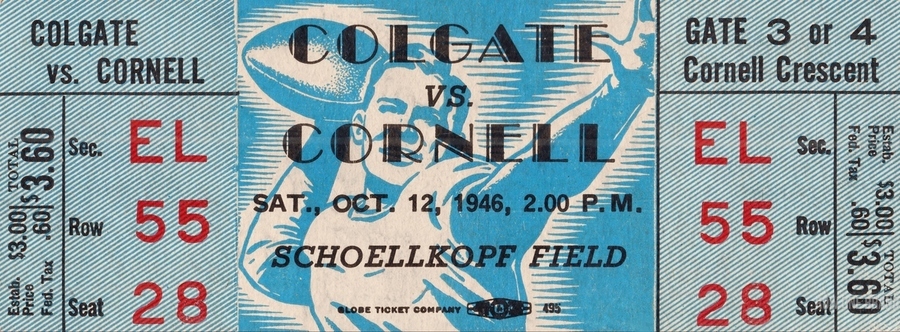 COLGATE
vs. CORNELL
Sec. EL
Row 55
Seat 28
Estab. Price $3.00
Fed. Tax .60
TOTAL $3.60
COLGATE
VS.
CORNELL
SAT., OCT. 12, 1946, 2.00 P. M.
SCHOELLKOPF FIELD
GLOBE TICKET COMPANY 495
GATE 3 or 4
Cornell Crescent
EL Sec.
55 Row
28 Seat
Estab. Price $3.00
Fed. Tax .60
TOTAL $3.60